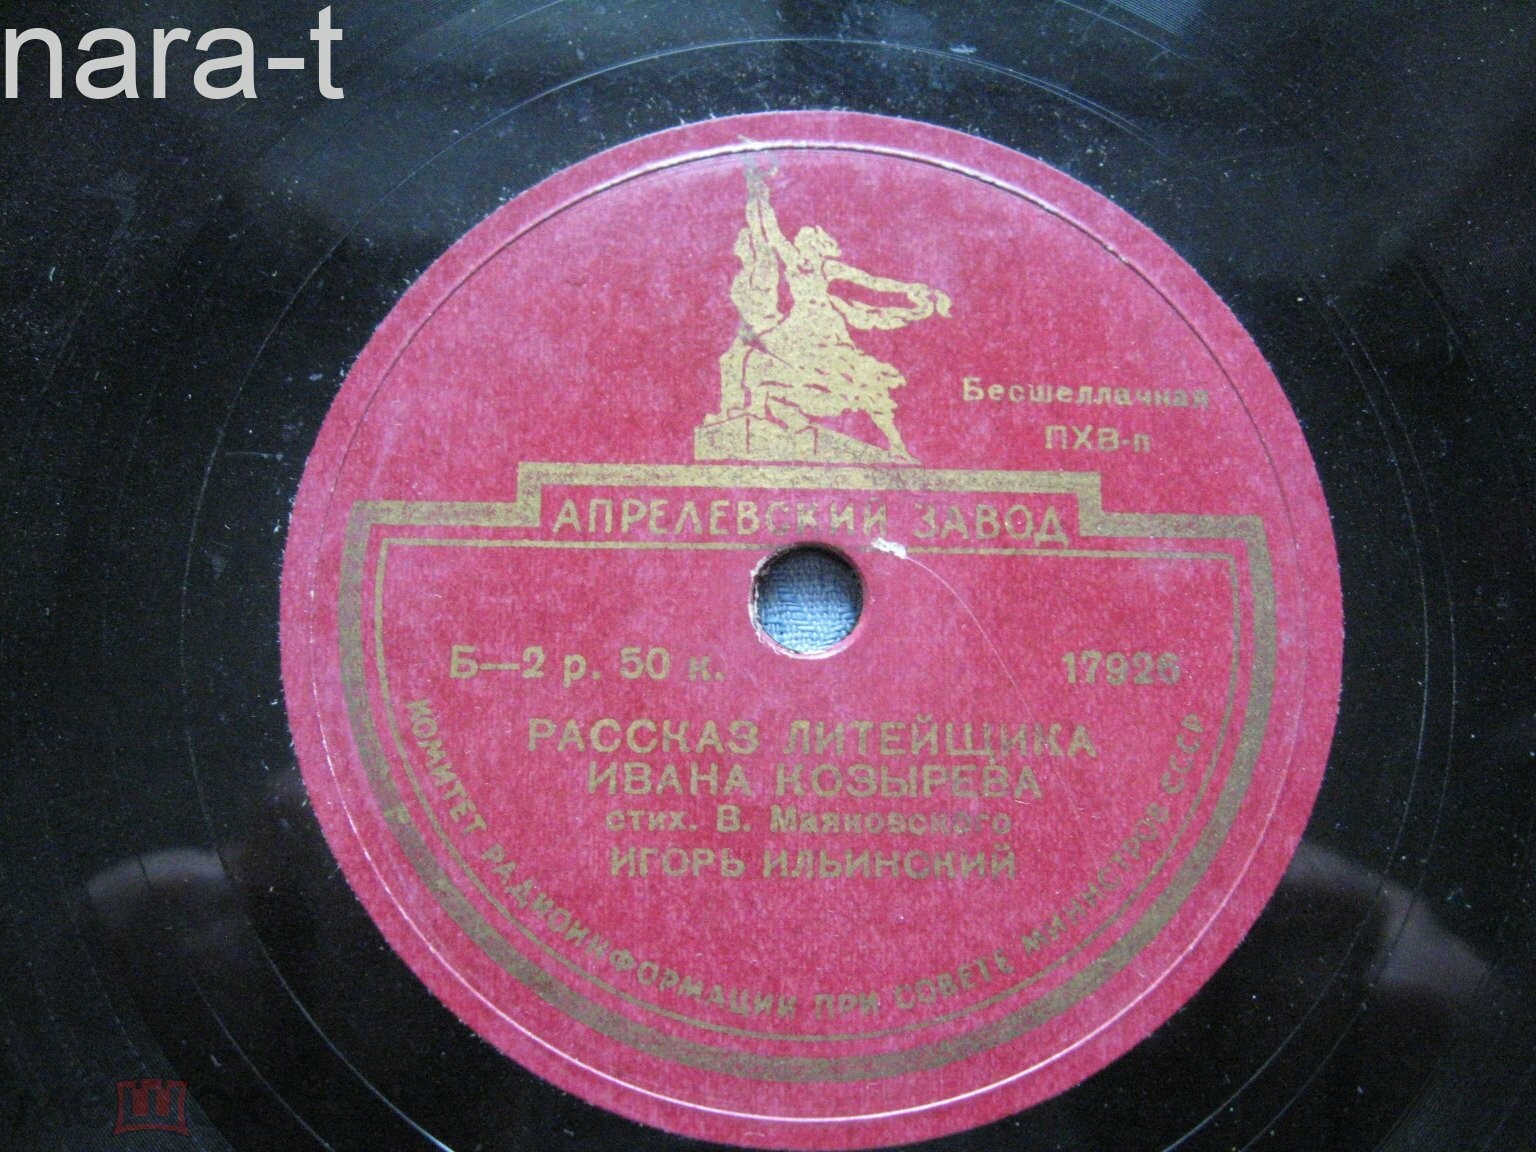 nara-t
Бесшеллачная
ПХВ-п
АПРЕЛЕВСКИЙ ЗАВОД
Б—2 р. 50 к.
17926
РАССКАЗ ЛИТЕЙЩИКА
ИВАНА КОЗЫРЕВА
стих. В. Маяковского
ИГОРЬ ИЛЬИНСКИЙ
КОМИТЕТ РАДИОИНФОРМАЦИИ ПРИ СОВЕТЕ МИНИСТРОВ СССР